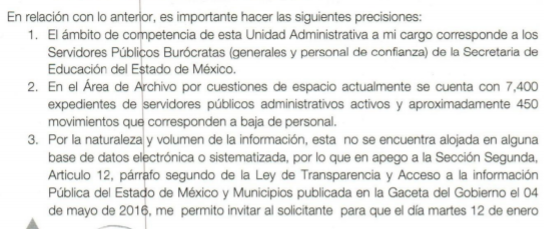 En relación con lo anterior, es importante hacer las siguientes precisiones:
1. El ámbito de competencia de esta Unidad Administrativa a mi cargo corresponde a los
Servidores Públicos Burócratas (generales y personal de confianza) de la Secretaria de
Educación del Estado de México.
2. En el Área de Archivo por cuestiones de espacio actualmente se cuenta con 7,400
expedientes de servidores públicos administrativos activos y aproximadamente 450
movimientos que corresponden a baja de personal.
3. Por la naturaleza y volumen de la información, esta no se encuentra alojada en alguna
base de datos electrónica o sistematizada, por lo que en apego a la Sección Segunda,
Articulo 12, párrafo segundo de la Ley de Transparencia y Acceso a la información
Pública del Estado de México y Municipios publicada en la Gaceta del Gobierno el 04
de mayo de 2016, me permito invitar al solicitante para que el día martes 12 de enero